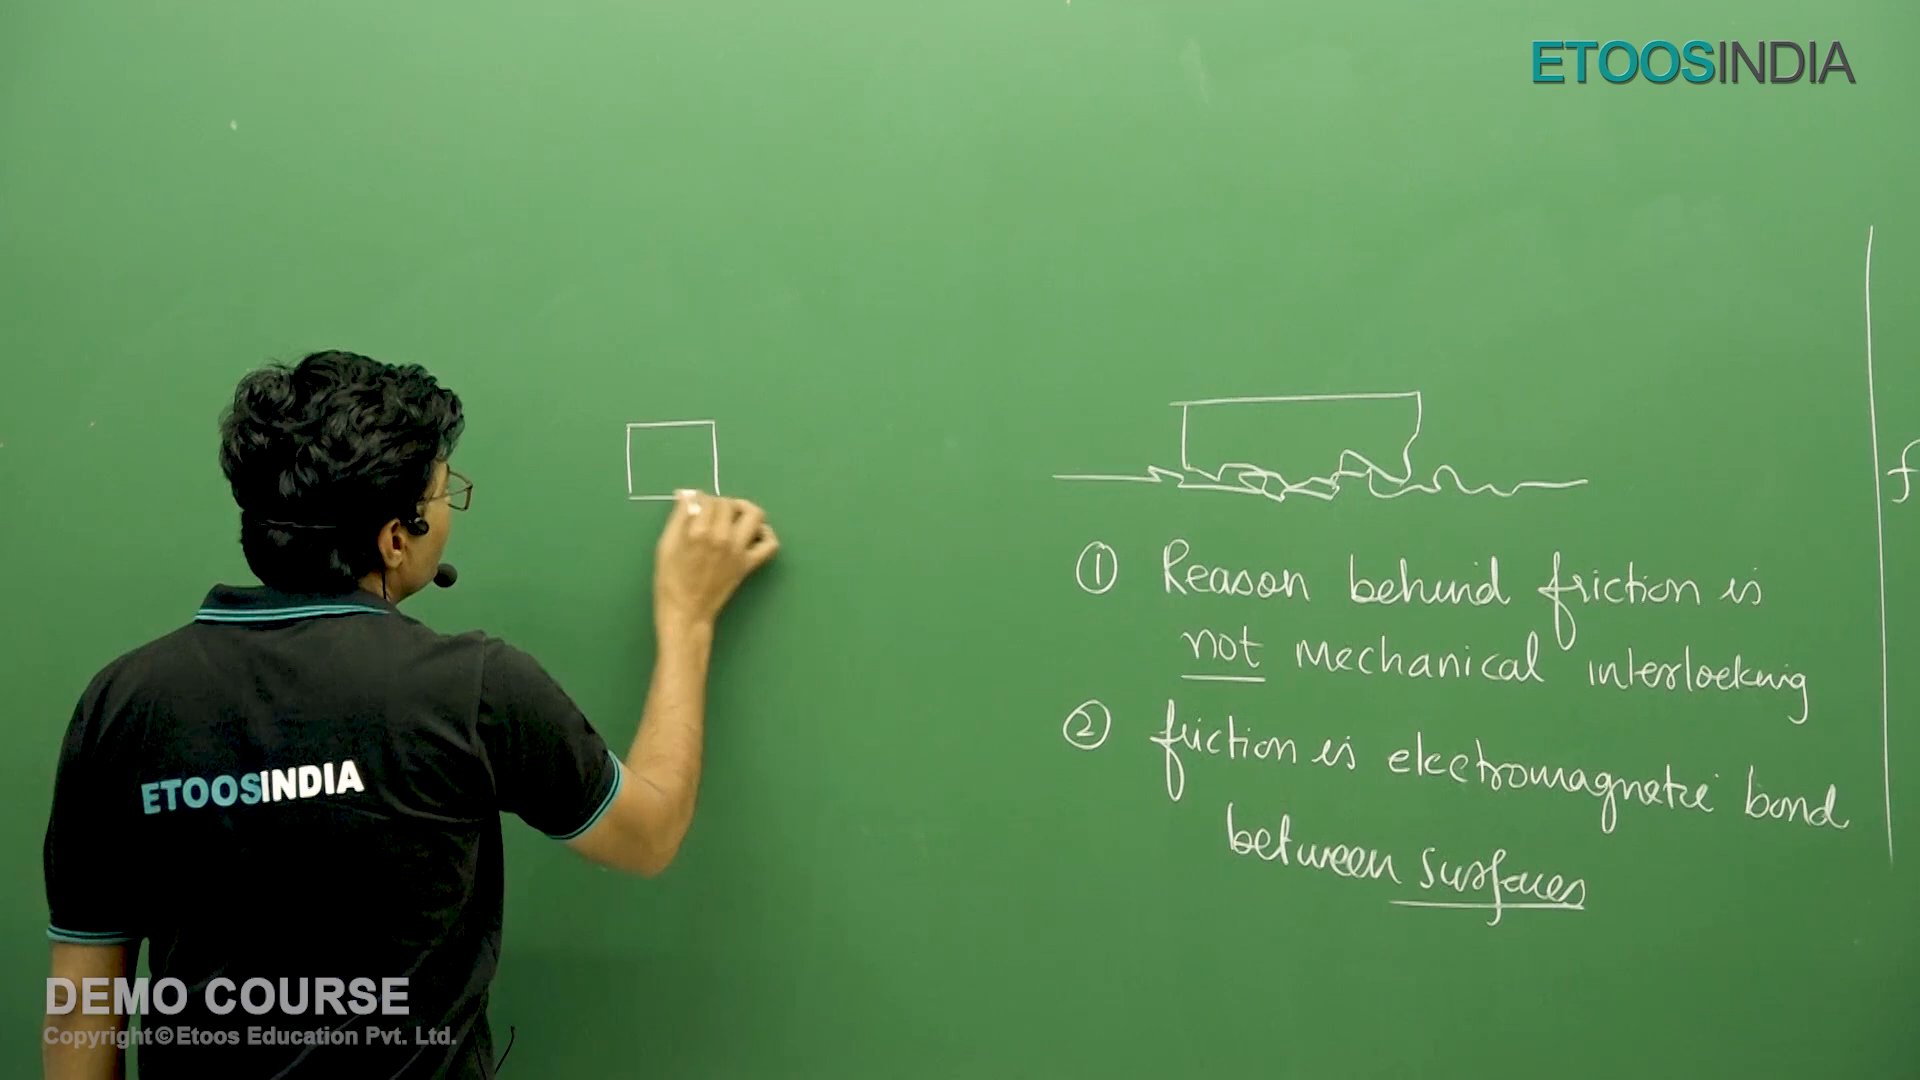 ETOOSINDIA
① Reason behind friction is
not mechanical interlocking
② friction is electromagnetic bond
between surfaces
f
ETOOSINDIA
DEMO COURSE
Copyright©Etoos Education Pvt. Ltd.